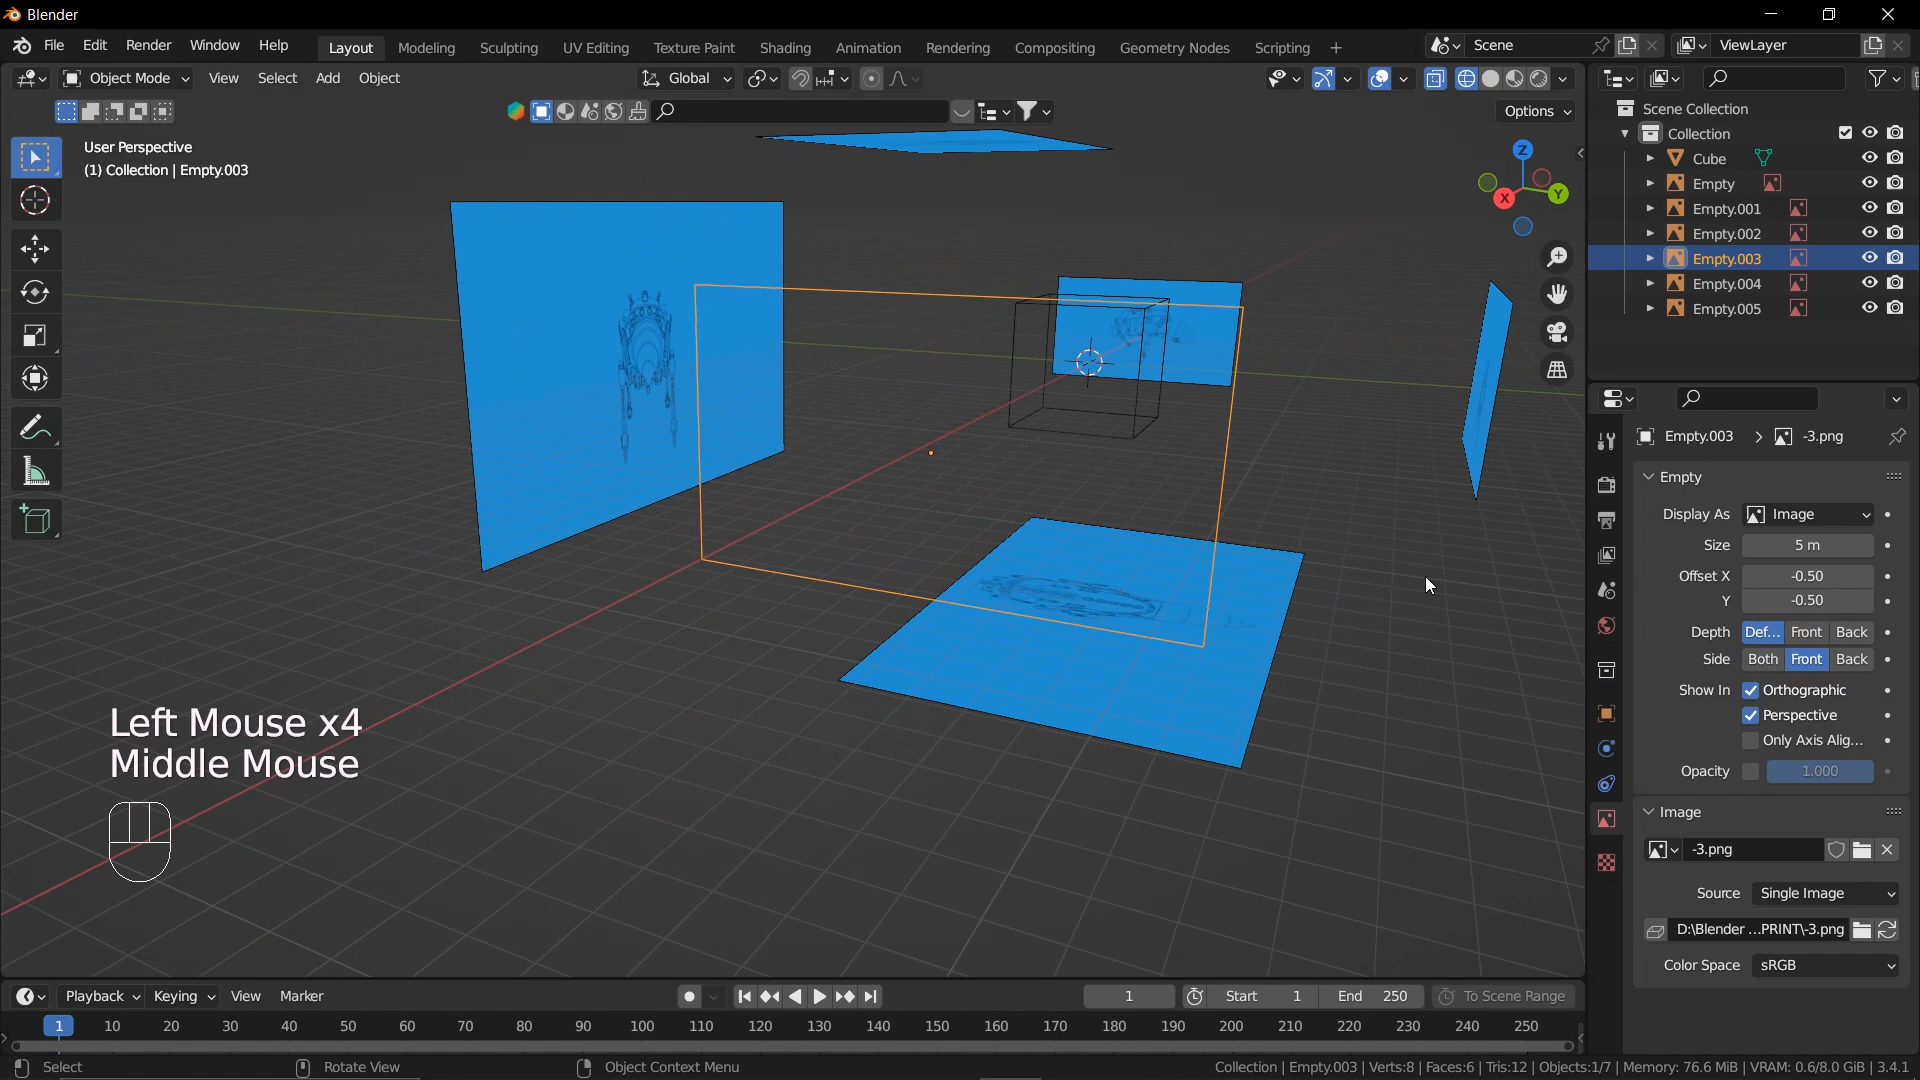 Blender
File Edit Render Window Help Layout Modeling Sculpting UV Editing Texture Paint Shading Animation Rendering Compositing Geometry Nodes Scripting + Scene ViewLayer
Object Mode View Select Add Object Global
Options
User Perspective
(1) Collection | Empty.003
Z
Y
X
Scene Collection
Collection
Cube
Empty
Empty.001
Empty.002
Empty.003
Empty.004
Empty.005
Empty.003 > -3.png
Empty
Display As Image
Size 5 m
Offset X -0.50
Y -0.50
Depth Def... Front Back
Side Both Front Back
Show In Orthographic
Perspective
Only Axis Alig...
Opacity 1.000
Image
-3.png
Source Single Image
D:\Blender ...PRINT\-3.png
Color Space sRGB
Left Mouse x4
Middle Mouse
Playback Keying View Marker 1 Start 1 End 250 To Scene Range
1 10 20 30 40 50 60 70 80 90 100 110 120 130 140 150 160 170 180 190 200 210 220 230 240 250
Select Rotate View Object Context Menu Collection | Empty.003 | Verts:8 | Faces:6 | Tris:12 | Objects:1/7 | Memory: 76.6 MiB | VRAM: 0.6/8.0 GiB | 3.4.1